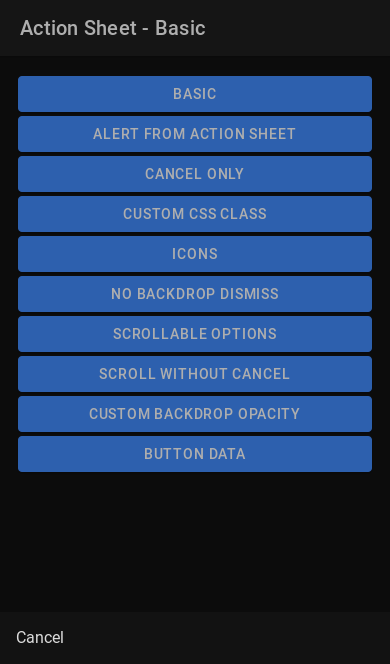 Action Sheet - Basic
BASIC
ALERT FROM ACTION SHEET
CANCEL ONLY
CUSTOM CSS CLASS
ICONS
NO BACKDROP DISMISS
SCROLLABLE OPTIONS
SCROLL WITHOUT CANCEL
CUSTOM BACKDROP OPACITY
BUTTON DATA
Cancel